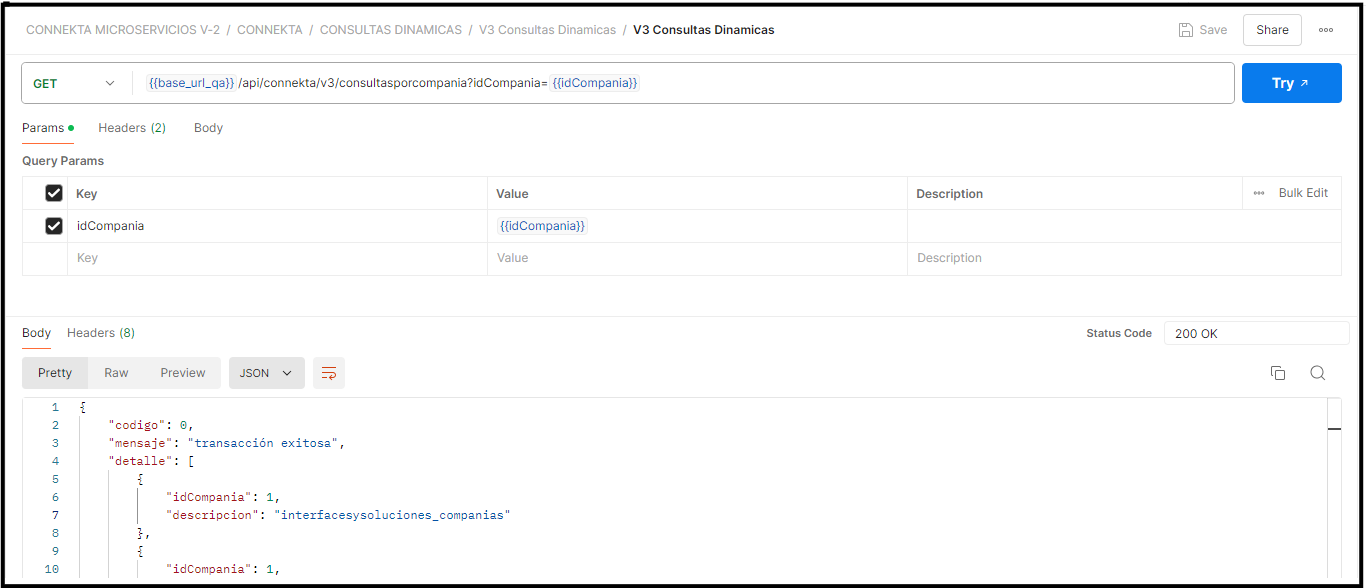 CONNEKTA MICROSERVICIOS V-2 / CONNEKTA / CONSULTAS DINAMICAS / V3 Consultas Dinamicas / V3 Consultas Dinamicas Save Share
GET {{base_url_qa}} /api/connekta/v3/consultasporcompania?idCompania= {{idCompania}} Try ↗
Params Headers (2) Body
Query Params
Key Value Description Bulk Edit
idCompania {{idCompania}}
Key Value Description
Body Headers (8) Status Code 200 OK
Pretty Raw Preview JSON
1 {
2 "codigo": 0,
3 "mensaje": "transacción exitosa",
4 "detalle": [
5 {
6 "idCompania": 1,
7 "descripcion": "interfacesysoluciones_companias"
8 },
9 {
10 "idCompania": 1,